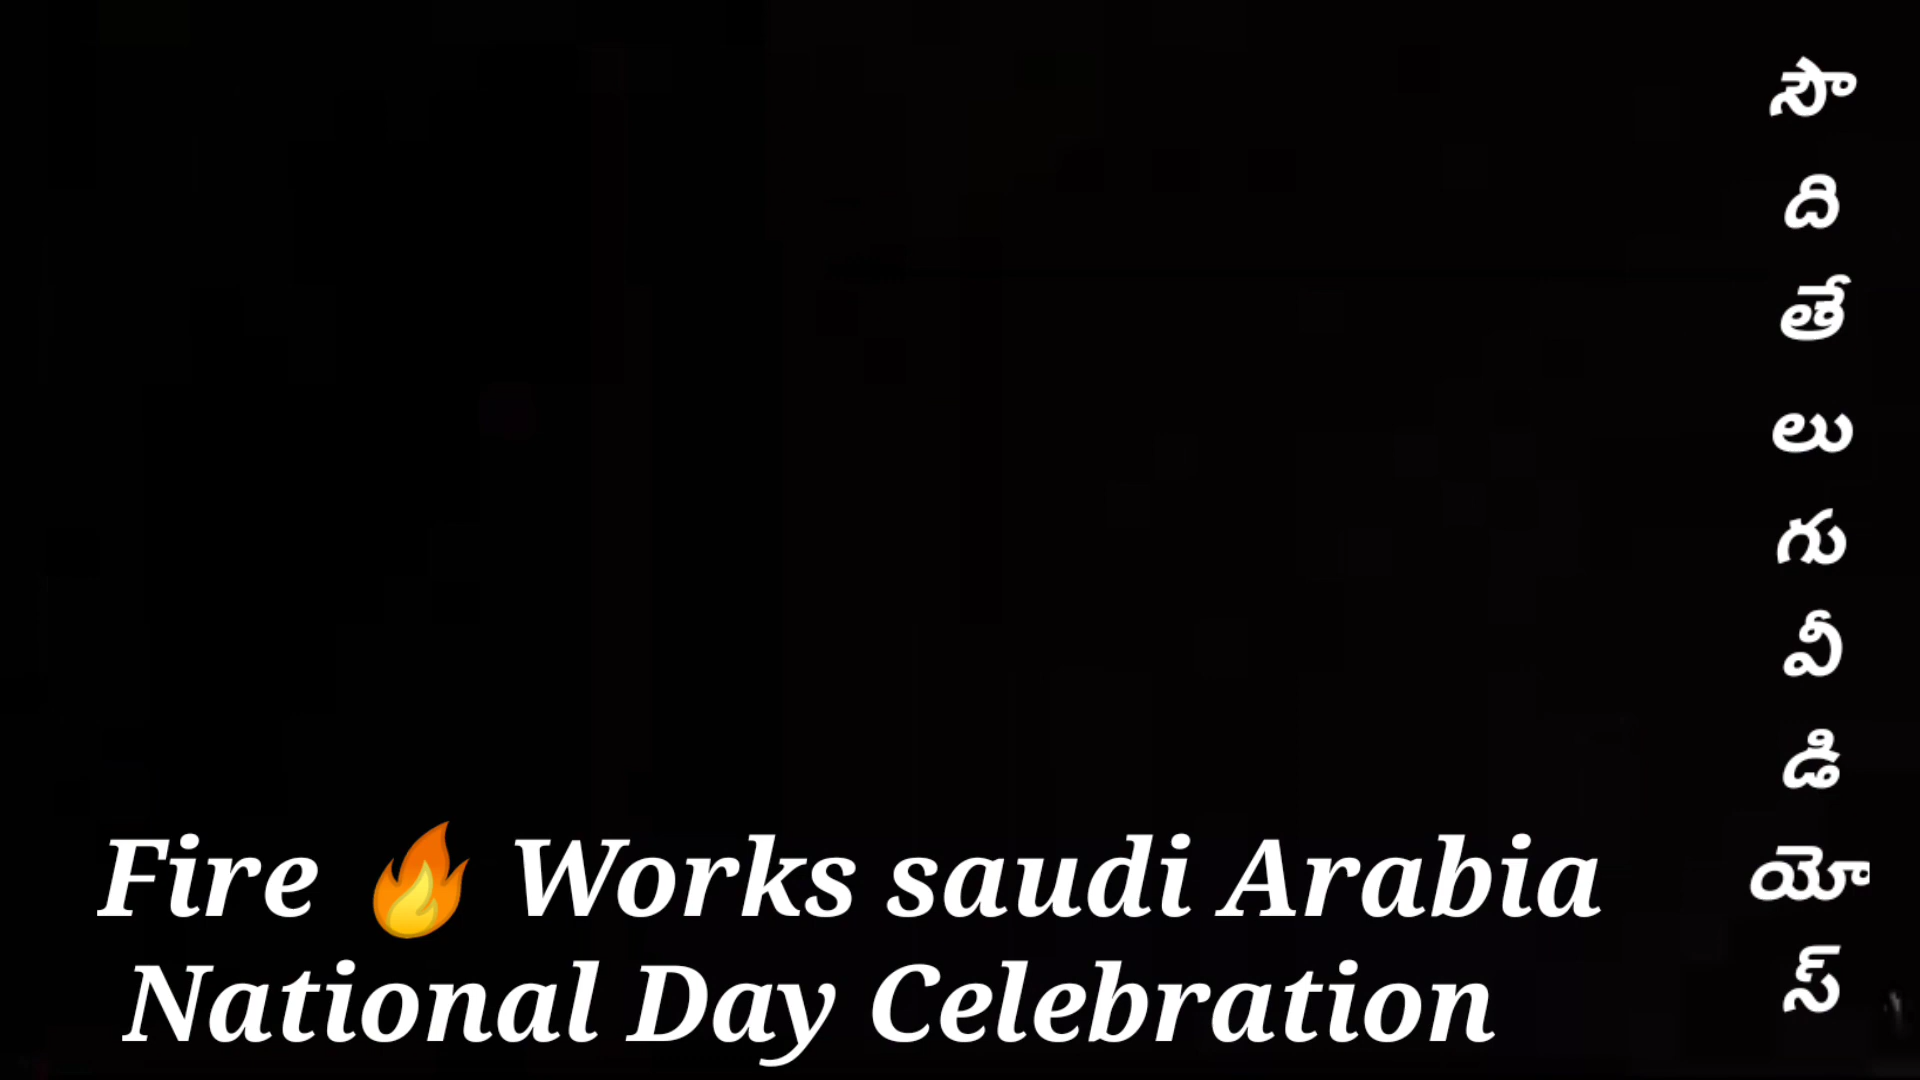 Fire 🔥 Works saudi Arabia
National Day Celebration
సౌ
ది
తే
లు
గు
వీ
డి
యో
స్